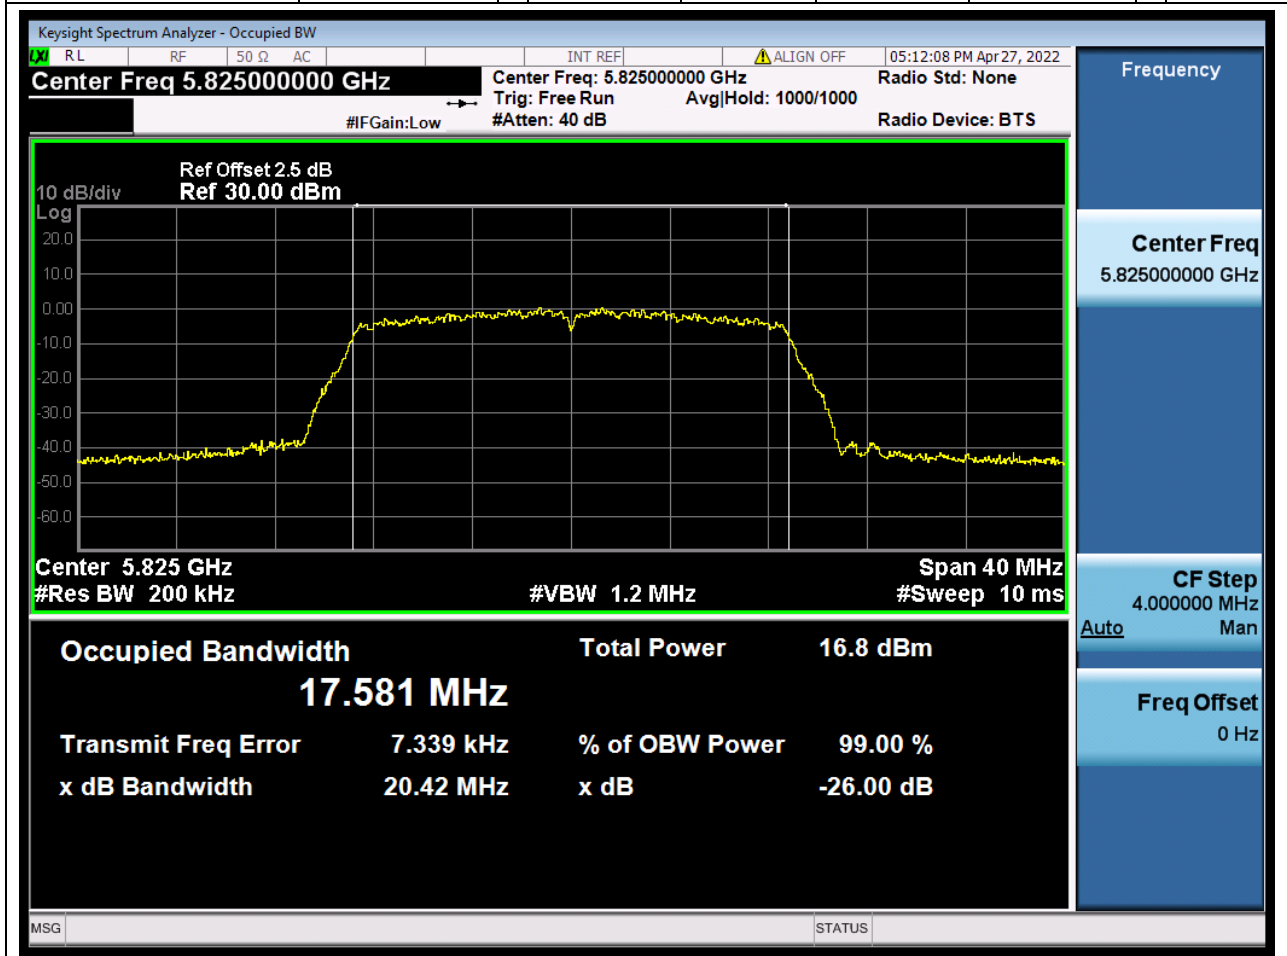 Keysight Spectrum Analyzer - Occupied BW
LXI RL RF 50 Ω AC INT REF ALIGN OFF 05:12:08 PM Apr 27, 2022
Center Freq 5.825000000 GHz
Center Freq: 5.825000000 GHz
Radio Std: None
Trig: Free Run Avg|Hold: 1000/1000
#IFGain:Low
#Atten: 40 dB
Radio Device: BTS
Ref Offset 2.5 dB
10 dB/div Ref 30.00 dBm
Log
20.0
10.0
0.00
-10.0
-20.0
-30.0
-40.0
-50.0
-60.0
Center 5.825 GHz Span 40 MHz
#Res BW 200 kHz #VBW 1.2 MHz #Sweep 10 ms
Occupied Bandwidth Total Power 16.8 dBm
17.581 MHz
Transmit Freq Error 7.339 kHz % of OBW Power 99.00 %
x dB Bandwidth 20.42 MHz x dB -26.00 dB
MSG STATUS
Frequency
Center Freq
5.825000000 GHz
CF Step
4.000000 MHz
Auto Man
Freq Offset
0 Hz